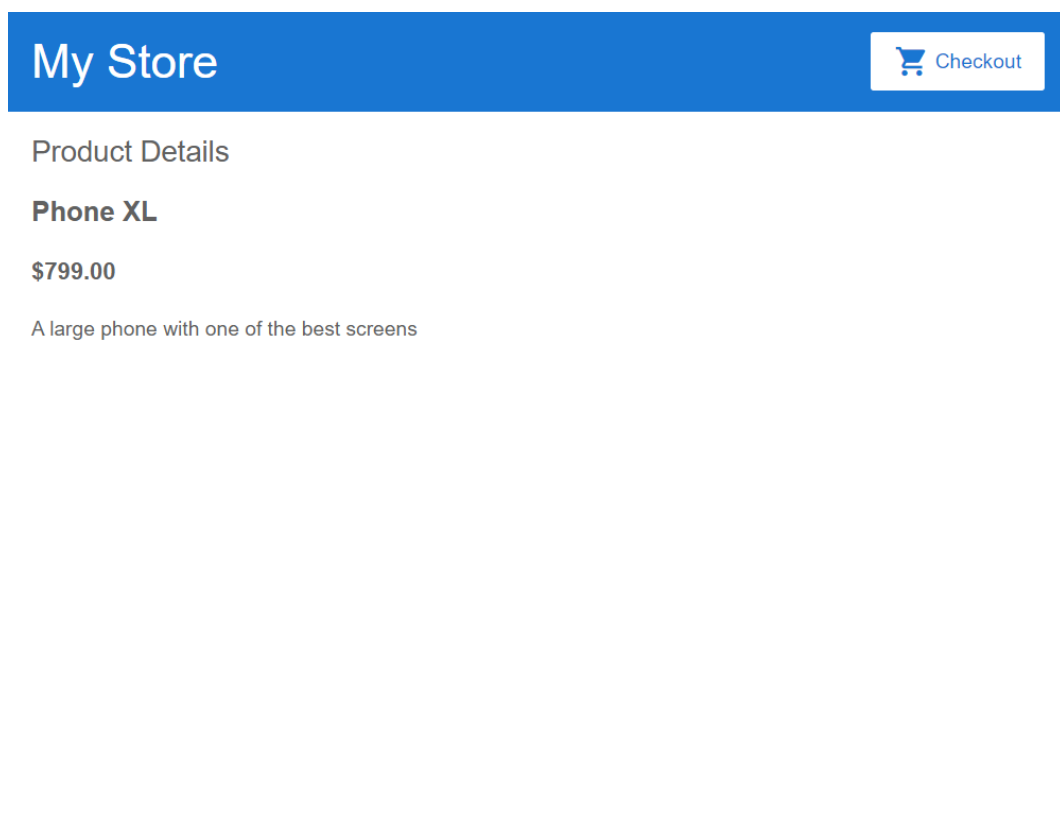 My Store
Checkout
Product Details
Phone XL
$799.00
A large phone with one of the best screens